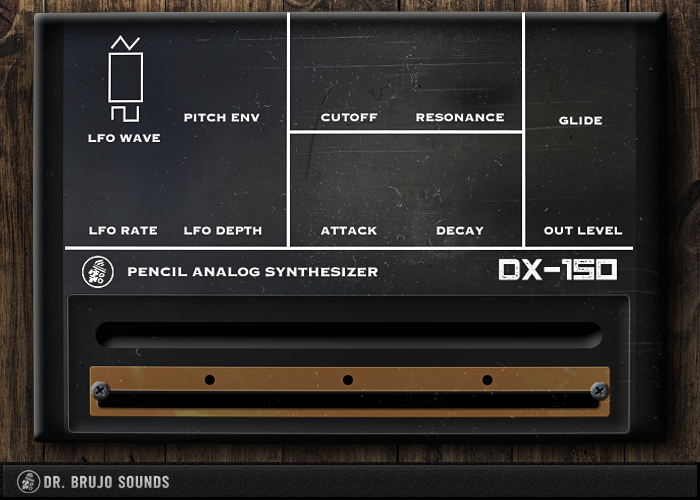 LFO WAVE
PITCH ENV
CUTOFF
RESONANCE
GLIDE
LFO RATE
LFO DEPTH
ATTACK
DECAY
OUT LEVEL
PENCIL ANALOG SYNTHESIZER
DX-150
DR. BRUJO SOUNDS